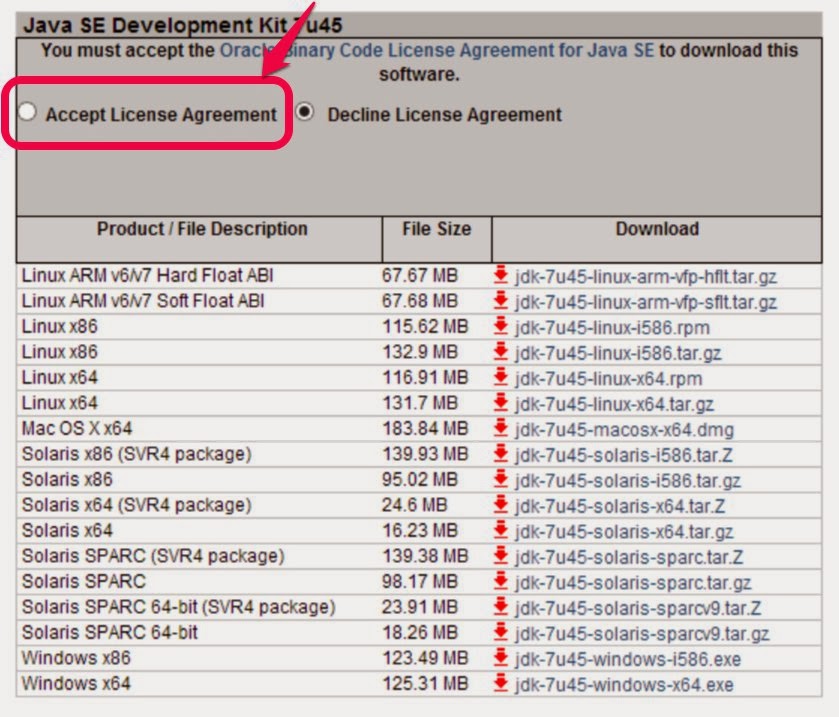 Java SE Development Kit 7u45
You must accept the Oracle Binary Code License Agreement for Java SE to download this
software.
Accept License Agreement Decline License Agreement
Product / File Description File Size Download
Linux ARM v6/v7 Hard Float ABI 67.67 MB jdk-7u45-linux-arm-vfp-hflt.tar.gz
Linux ARM v6/v7 Soft Float ABI 67.68 MB jdk-7u45-linux-arm-vfp-sflt.tar.gz
Linux x86 115.62 MB jdk-7u45-linux-i586.rpm
Linux x86 132.9 MB jdk-7u45-linux-i586.tar.gz
Linux x64 116.91 MB jdk-7u45-linux-x64.rpm
Linux x64 131.7 MB jdk-7u45-linux-x64.tar.gz
Mac OS X x64 183.84 MB jdk-7u45-macosx-x64.dmg
Solaris x86 (SVR4 package) 139.93 MB jdk-7u45-solaris-i586.tar.Z
Solaris x86 95.02 MB jdk-7u45-solaris-i586.tar.gz
Solaris x64 (SVR4 package) 24.6 MB jdk-7u45-solaris-x64.tar.Z
Solaris x64 16.23 MB jdk-7u45-solaris-x64.tar.gz
Solaris SPARC (SVR4 package) 139.38 MB jdk-7u45-solaris-sparc.tar.Z
Solaris SPARC 98.17 MB jdk-7u45-solaris-sparc.tar.gz
Solaris SPARC 64-bit (SVR4 package) 23.91 MB jdk-7u45-solaris-sparcv9.tar.Z
Solaris SPARC 64-bit 18.26 MB jdk-7u45-solaris-sparcv9.tar.gz
Windows x86 123.49 MB jdk-7u45-windows-i586.exe
Windows x64 125.31 MB jdk-7u45-windows-x64.exe